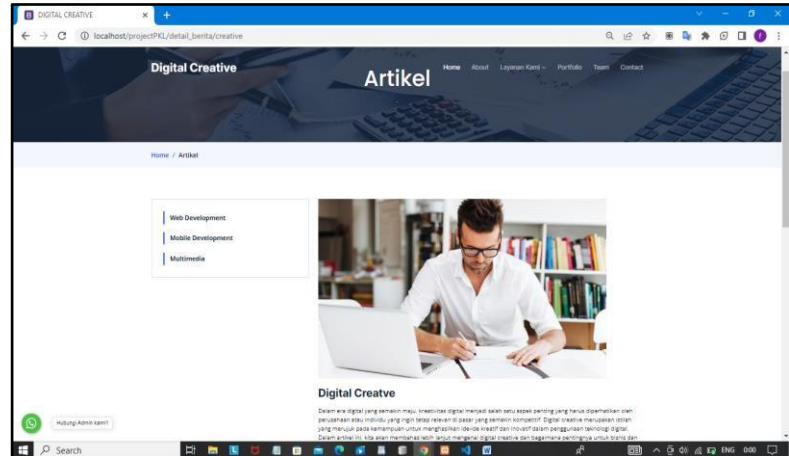 DIGITAL CREATIVE
localhost/projectPKL/detail_berita/creative
Digital Creative
Artikel
Home About Layanan Kami Portfolio Team Contact
Home / Artikel
Web Development
Mobile Development
Multimedia
Digital Creatve
Dalam era digital yang semakin maju, kreativitas digital menjadi salah satu aspek penting yang harus diperhatikan oleh
perusahaan atau individu yang ingin tetap relevan di pasar yang semakin kompetitif. Digital creative merupakan istilah
yang merujuk pada kemampuan untuk menghasilkan ide-ide kreatif dan inovatif dalam penggunaan teknologi digital.
Dalam artikel ini, kita akan membahas lebih lanjut mengenai digital creative dan bagaimana pentingnya untuk bisnis dan
Hubungi Admin kami!!
Search
ENG 0:00